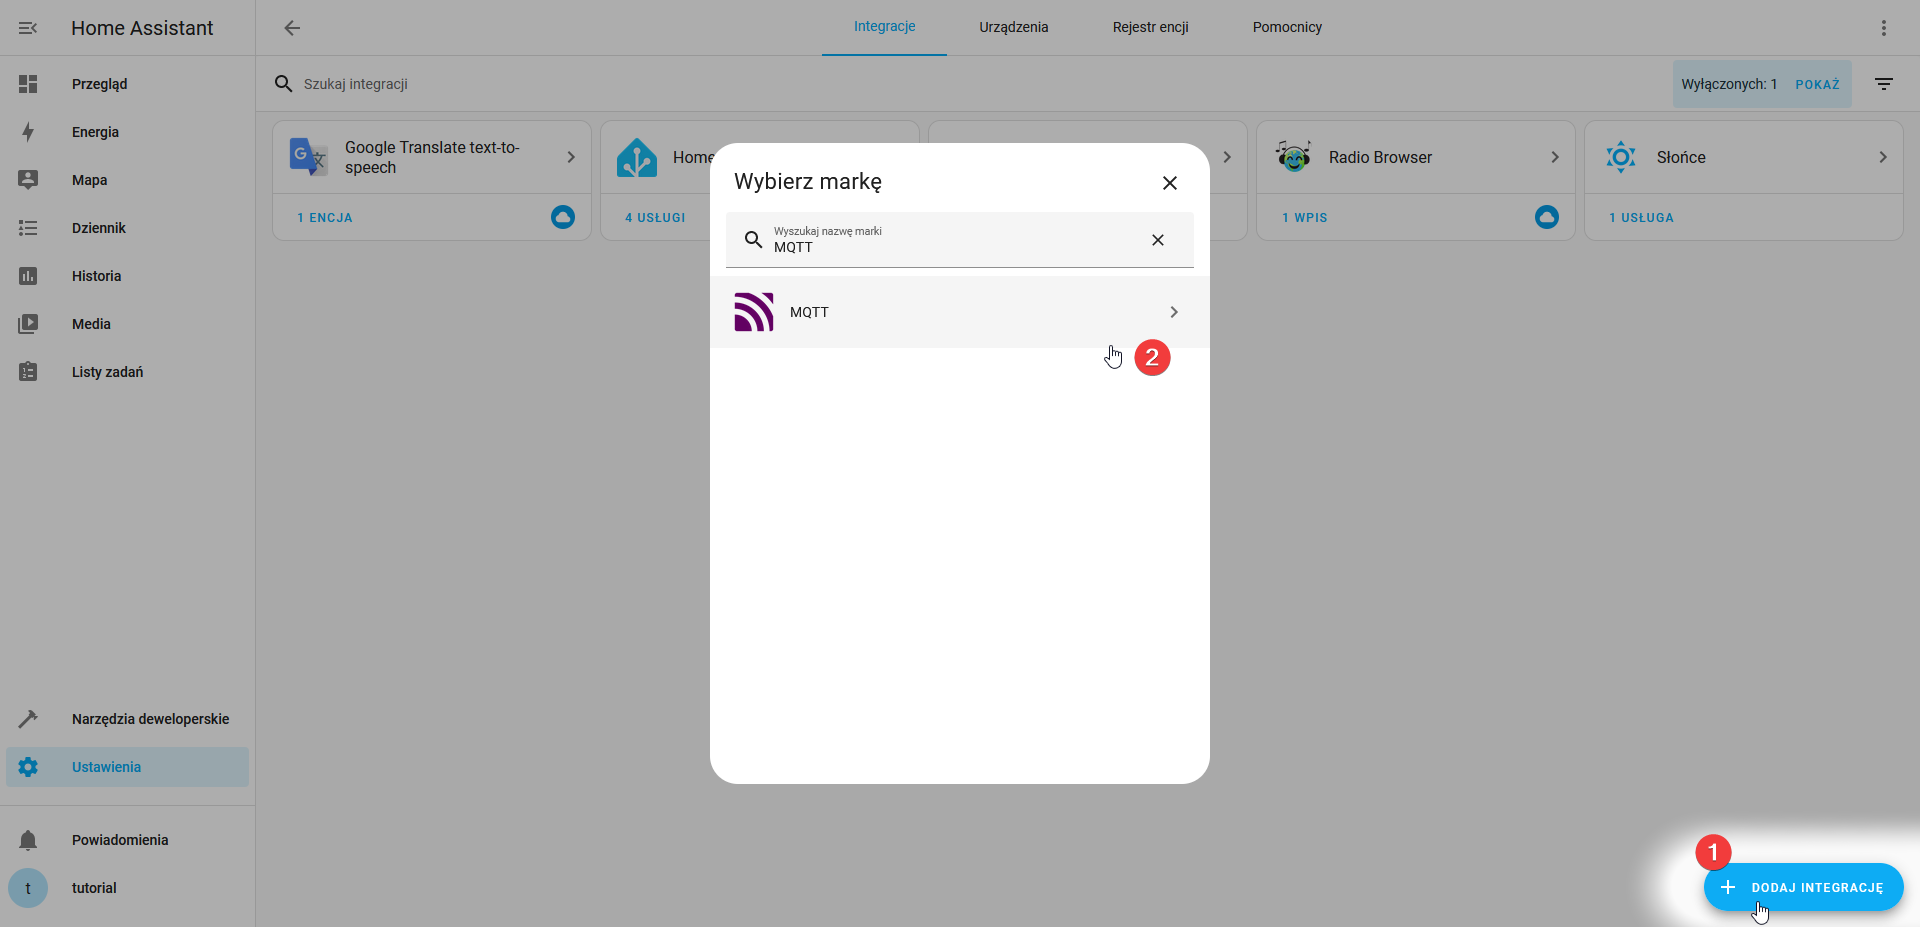 Home Assistant
Integracje
Urządzenia
Rejestr encji
Pomocnicy
Szukaj integracji
Wyłączonych: 1
POKAŻ
Przegląd
Energia
Mapa
Dziennik
Historia
Media
Listy zadań
Narzędzia deweloperskie
Ustawienia
Powiadomienia
t
tutorial
G
文
Google Translate text-to-
speech
1 ENCJA
Home
4 USŁUGI
Radio Browser
1 WPIS
Słońce
1 USŁUGA
Wybierz markę
Wyszukaj nazwę marki
MQTT
MQTT
2
1
DODAJ INTEGRACJĘ